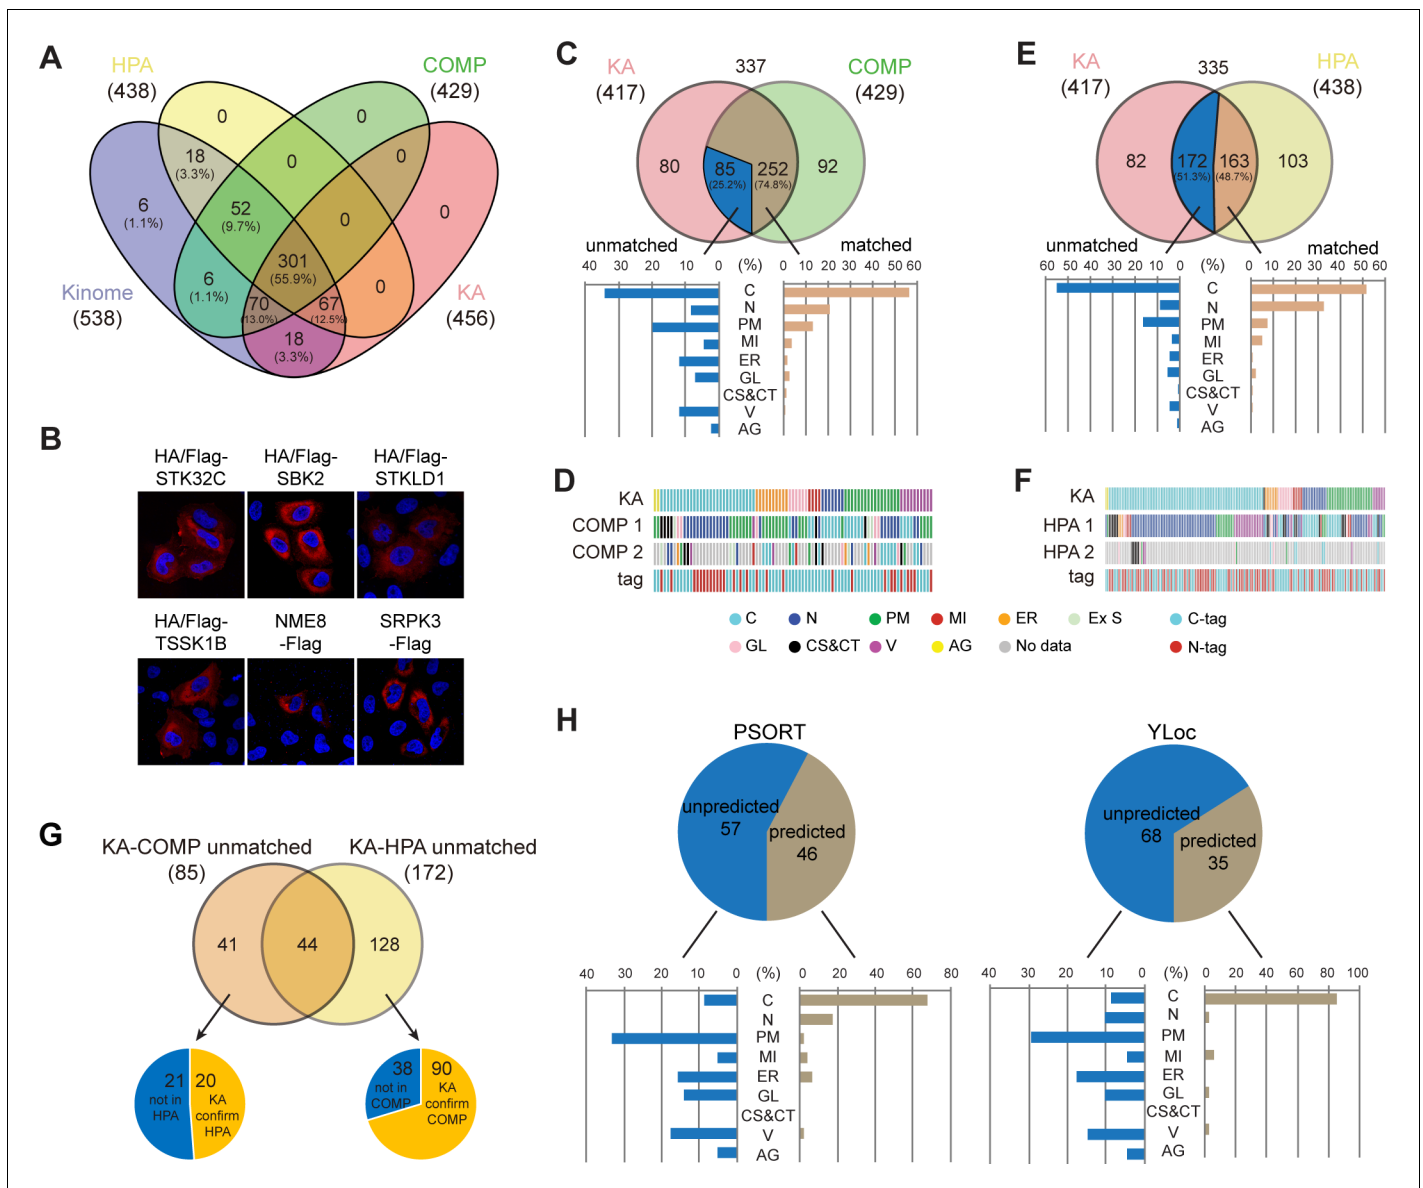 A
HPA
(438)
COMP
(429)
0
0
18
(3.3%)
0
0
6
(1.1%)
52
(9.7%)
0
0
301
(55.9%)
6
(1.1%)
0
Kinome
(538)
KA
(456)
70
(13.0%)
67
(12.5%)
18
(3.3%)
B
HA/Flag-
STK32C
HA/Flag-
SBK2
HA/Flag-
STKLD1
HA/Flag-
TSSK1B
NME8
-Flag
SRPK3
-Flag
C
KA
(417)
337
COMP
(429)
80
85
(25.2%)
252
(74.8%)
92
unmatched
matched
40 30 20 10 0 (%) 0 10 20 30 40 50 60
C
N
PM
MI
ER
GL
CS&CT
V
AG
D
KA
COMP 1
COMP 2
tag
E
KA
(417)
335
HPA
(438)
82
172
(51.3%)
163
(48.7%)
103
unmatched
matched
60 50 40 30 20 10 0 (%) 0 10 20 30 40 50 60
C
N
PM
MI
ER
GL
CS&CT
V
AG
F
KA
HPA 1
HPA 2
tag
C N PM MI ER Ex S C-tag
GL CS&CT V AG No data N-tag
G
KA-COMP unmatched
(85)
KA-HPA unmatched
(172)
41
44
128
21
not in
HPA
20
KA
confirm
HPA
38
not in
COMP
90
KA
confirm
COMP
H
PSORT
unpredicted
57
predicted
46
40 30 20 10 0 (%) 0 20 40 60 80
C
N
PM
MI
ER
GL
CS&CT
V
AG
YLoc
unpredicted
68
predicted
35
40 30 20 10 0 (%) 0 20 40 60 80 100
C
N
PM
MI
ER
GL
CS&CT
V
AG